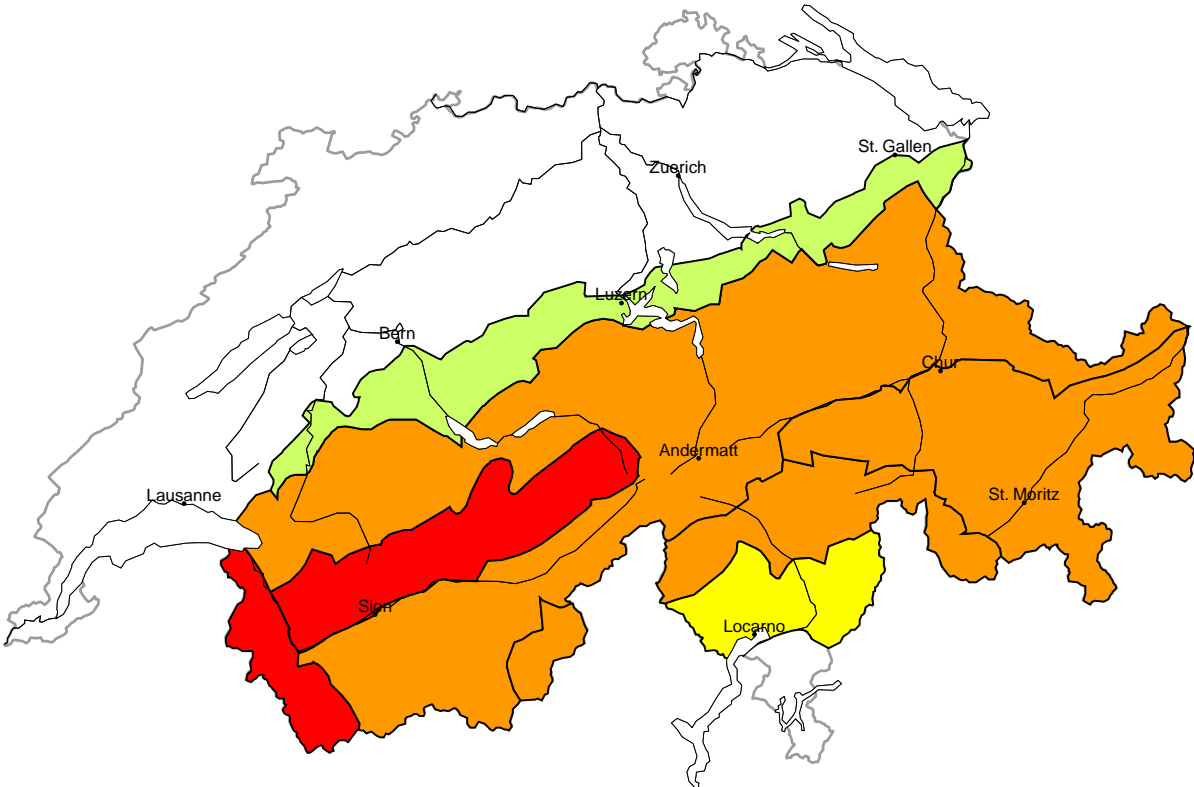 St. Gallen
Zuerich
Luzern
Bern
Chur
Andermatt
St. Moritz
Lausanne
Sion
Locarno